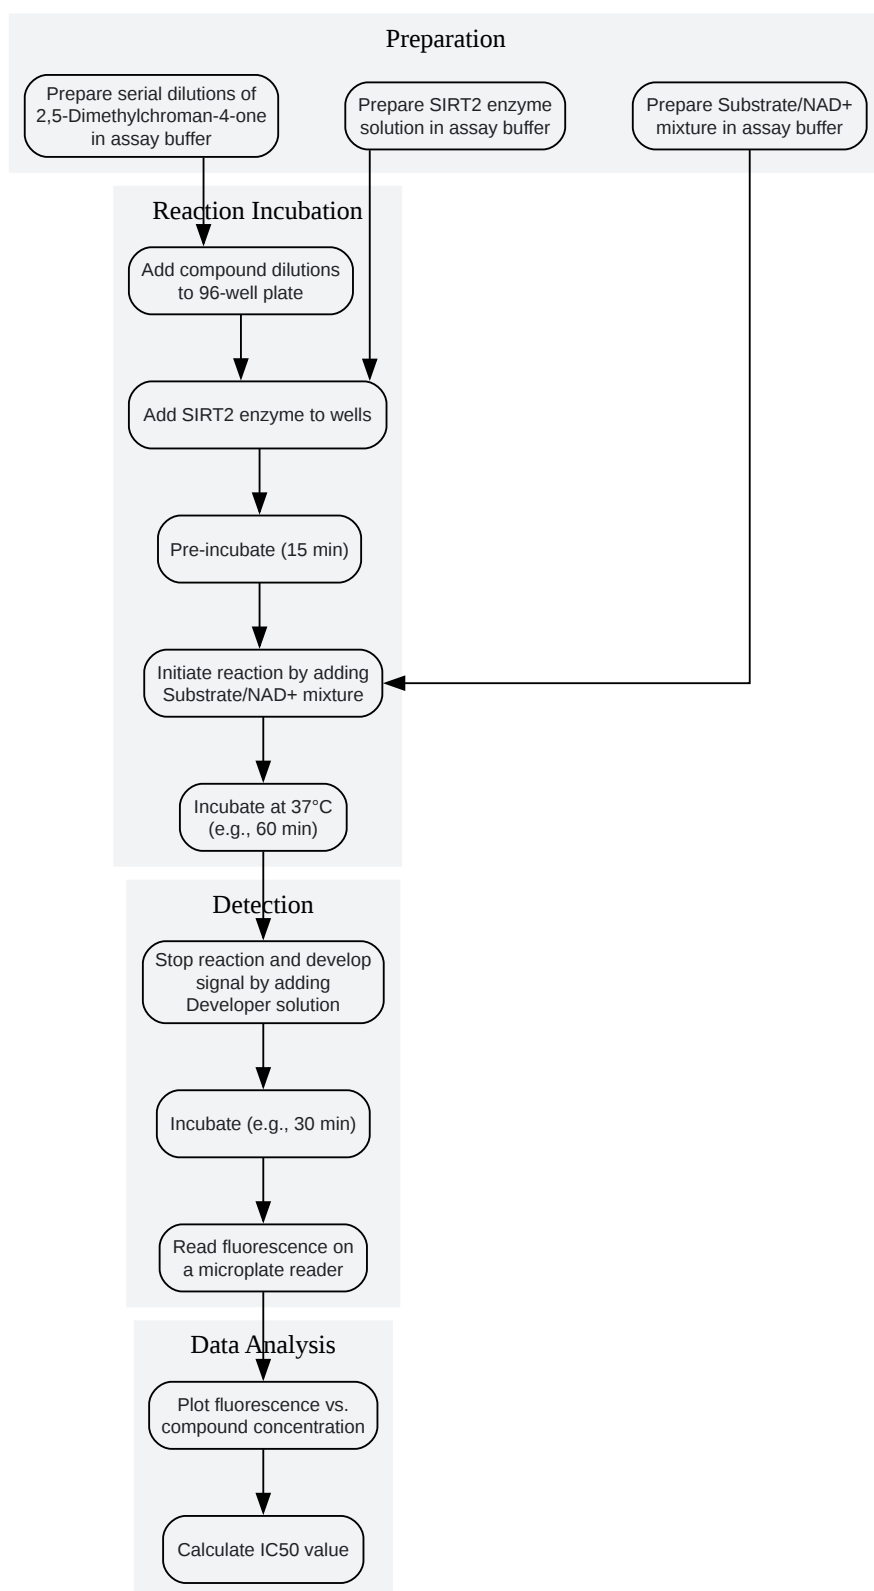 Preparation
Prepare serial dilutions of
2,5-Dimethylchroman-4-one
in assay buffer
Prepare SIRT2 enzyme
solution in assay buffer
Prepare Substrate/NAD+
mixture in assay buffer
Reaction Incubation
Add compound dilutions
to 96-well plate
Add SIRT2 enzyme to wells
Pre-incubate (15 min)
Initiate reaction by adding
Substrate/NAD+ mixture
Incubate at 37°C
(e.g., 60 min)
Detection
Stop reaction and develop
signal by adding
Developer solution
Incubate (e.g., 30 min)
Read fluorescence on
a microplate reader
Data Analysis
Plot fluorescence vs.
compound concentration
Calculate IC50 value